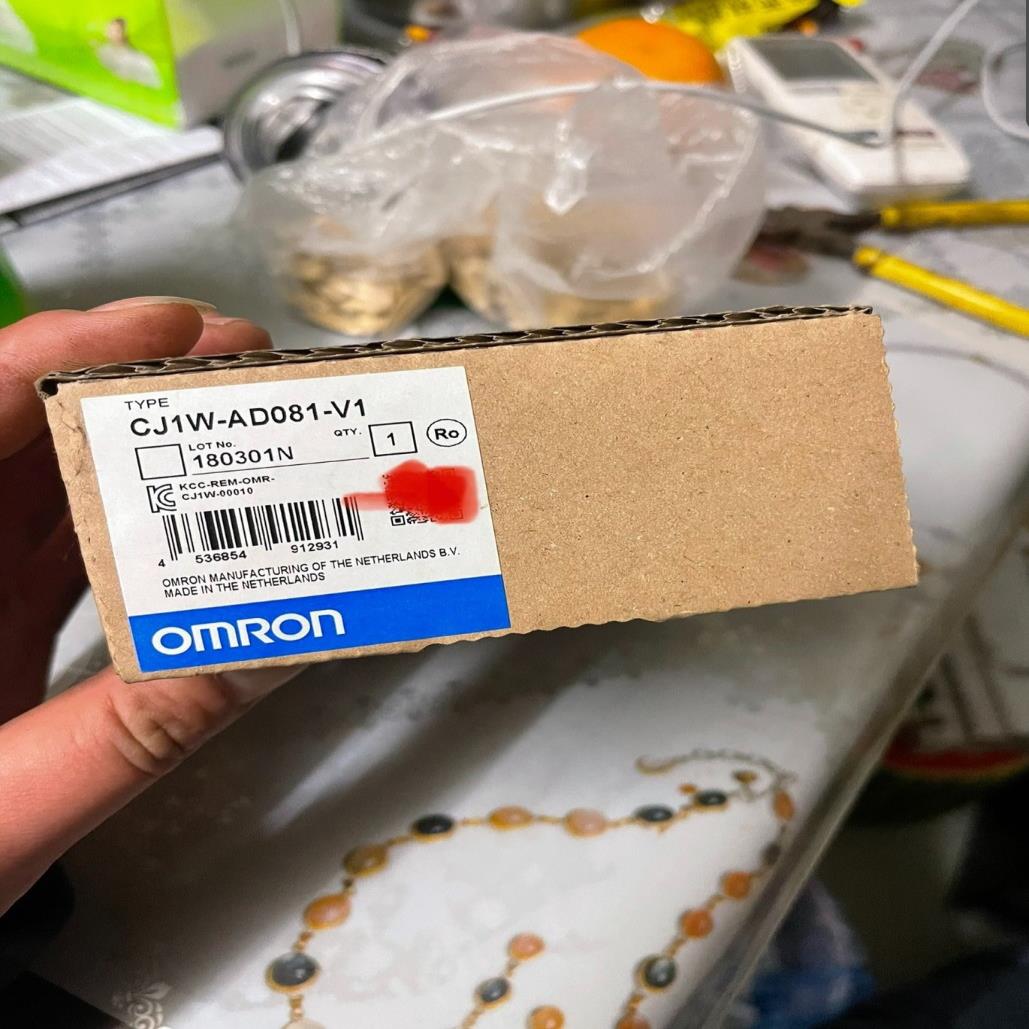 TYPE
CJ1W-AD081-V1
LOT No. QTY. 1 Ro
180301N
KCC-REM-OMR-
CJ1W-00010
4 536854 912931
OMRON MANUFACTURING OF THE NETHERLANDS B.V.
MADE IN THE NETHERLANDS
OMRON